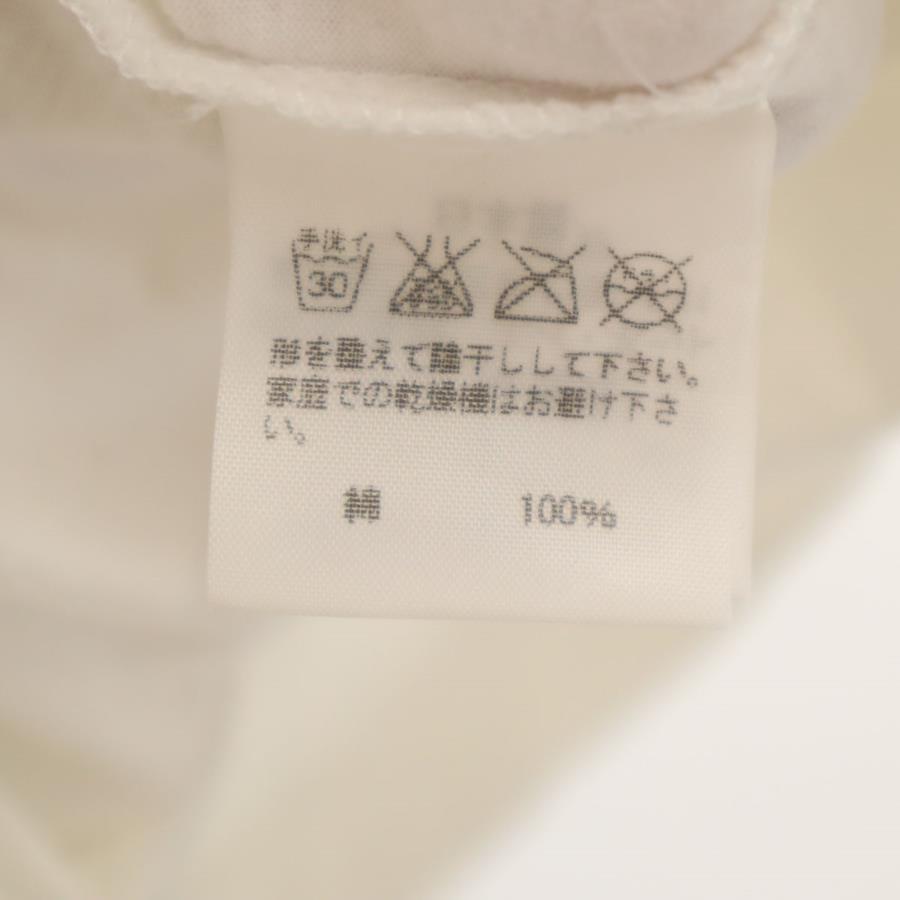 手洗イ
30
形を整えて陰干しして下さい。
家庭での乾燥機はお避け下さ
い。
綿 100%